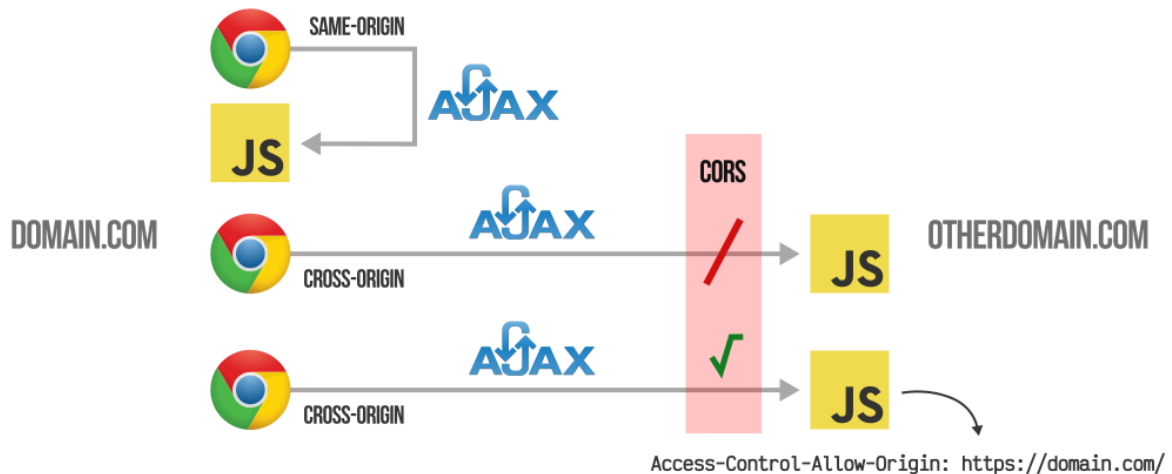 SAME-ORIGIN
AJAX
JS
CORS
DOMAIN.COM
AJAX
CROSS-ORIGIN
JS
OTHERDOMAIN.COM
AJAX
CROSS-ORIGIN
JS
Access-Control-Allow-Origin: https://domain.com/